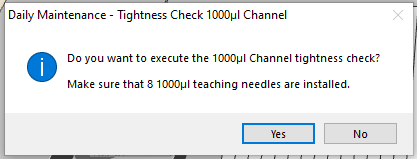 Daily Maintenance - Tightness Check 1000µl Channel
Do you want to execute the 1000µl Channel tightness check?
Make sure that 8 1000µl teaching needles are installed.
Yes No